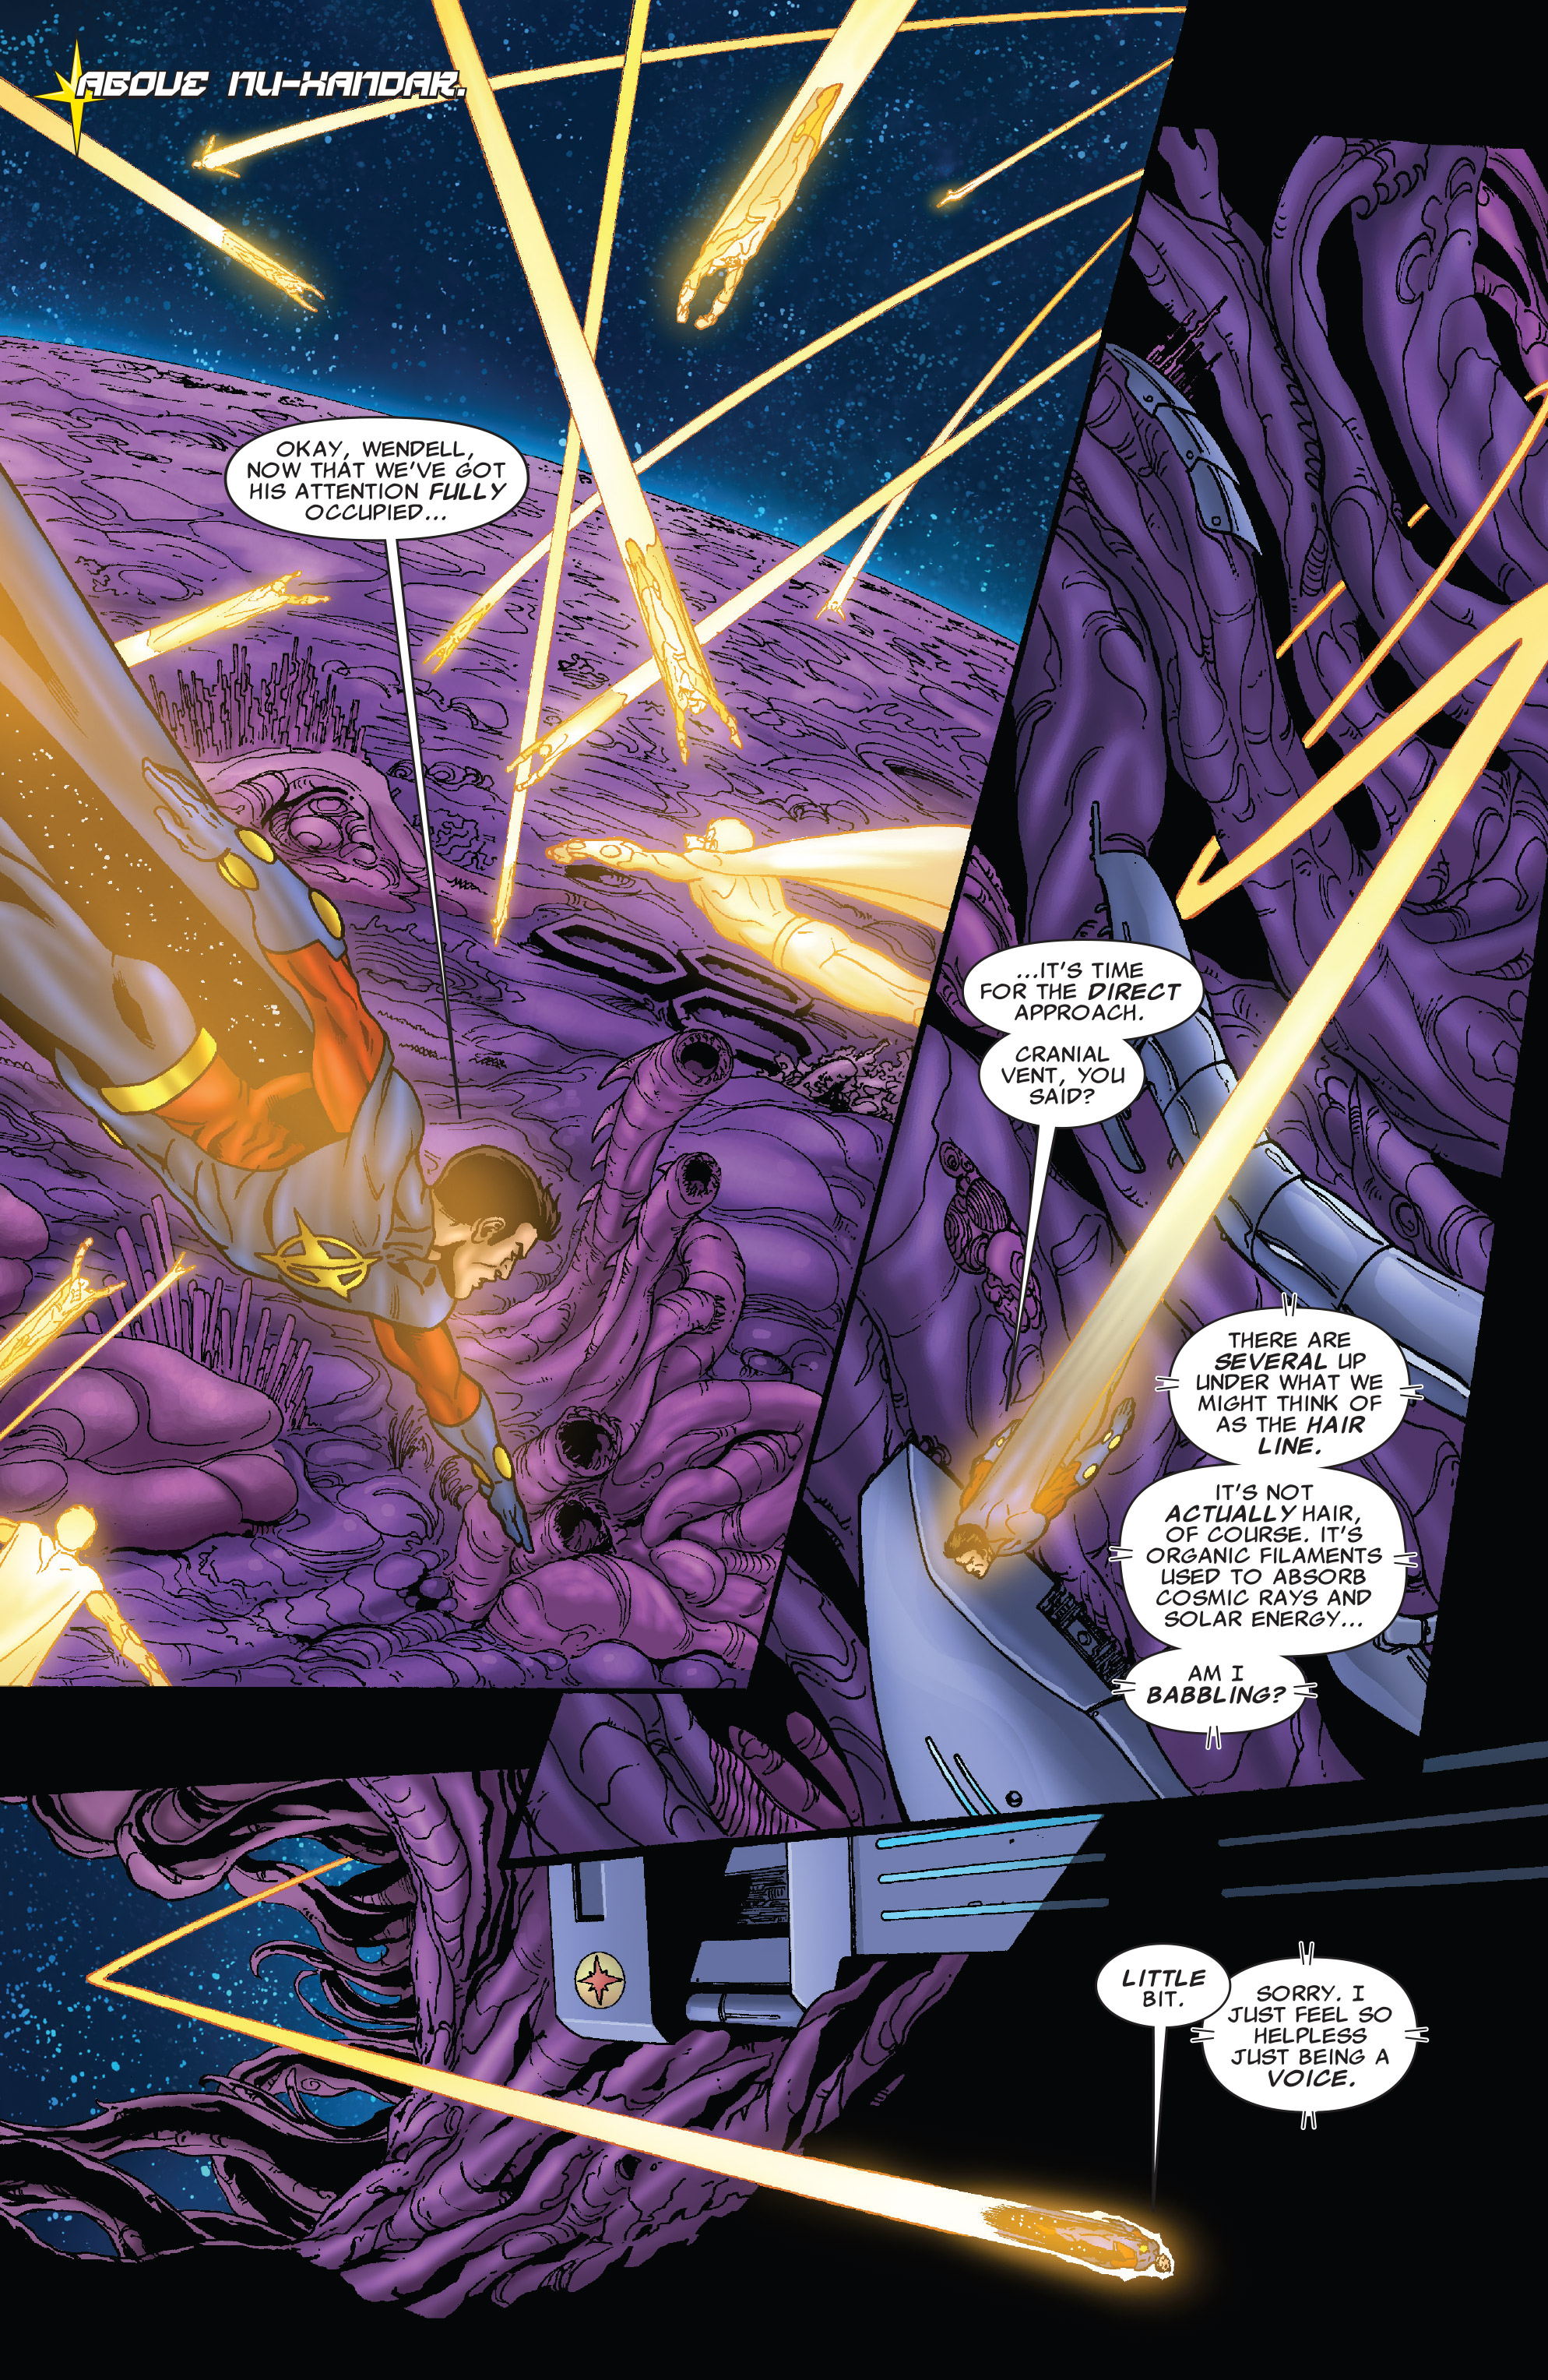 ABOVE NU-XANDAR.
OKAY, WENDELL,
NOW THAT WE'VE GOT
HIS ATTENTION FULLY
OCCUPIED...
...IT'S TIME
FOR THE DIRECT
APPROACH.
CRANIAL
VENT, YOU
SAID?
THERE ARE
SEVERAL UP
UNDER WHAT WE
MIGHT THINK OF
AS THE HAIR
LINE.
IT'S NOT
ACTUALLY HAIR,
OF COURSE. IT'S
ORGANIC FILAMENTS
USED TO ABSORB
COSMIC RAYS AND
SOLAR ENERGY...
AM I
BABBLING?
LITTLE
BIT.
SORRY. I
JUST FEEL SO
HELPLESS
JUST BEING A
VOICE.